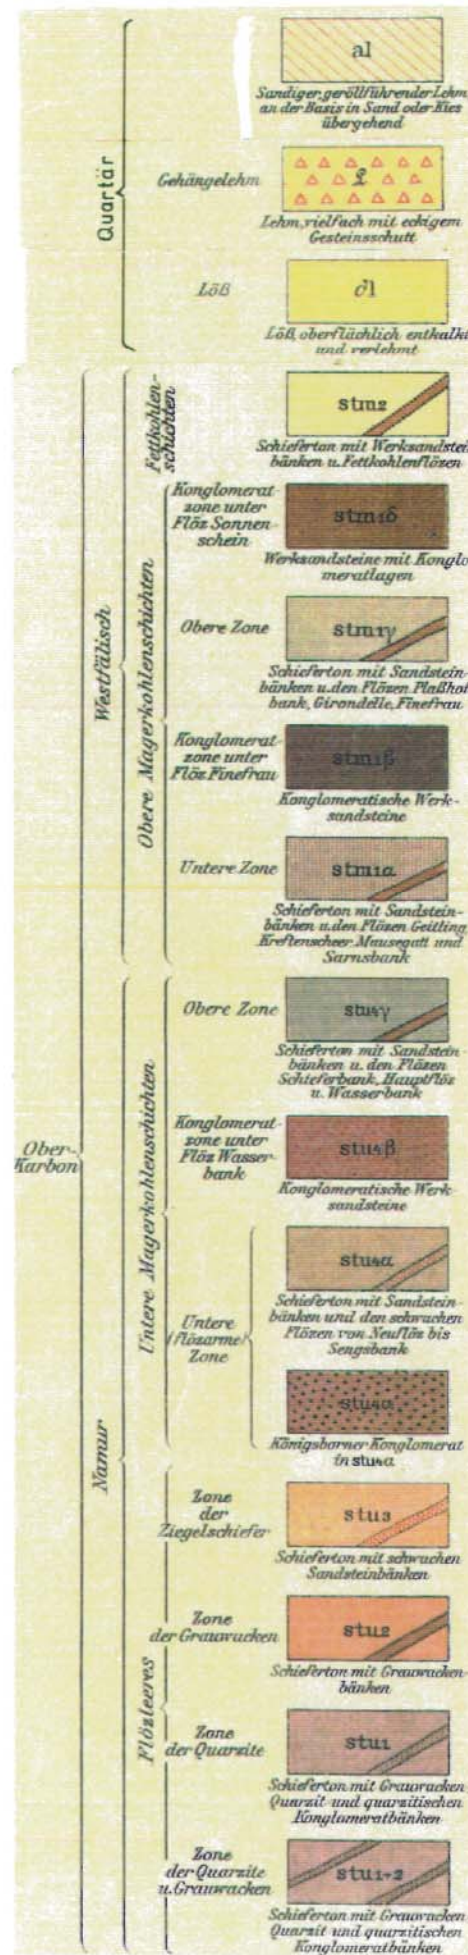 Quartär
al
Sandiger, geröllführender Lehm,
an der Basis in Sand oder Kies
übergehend
Gehängelehm
Lehm, vielfach mit eckigem
Gesteinsschutt
Löß
∂l
Löß, oberflächlich entkalkt
und verlehmt
Ober-
Karbon
Westfälisch
Fettkohlen-
schichten
stm2
Schieferton mit Werksandstein
bänken u. Fettkohlenflözen
Obere Magerkohlenschichten
Konglomerat
zone unter
Flöz Sonnen
schein
stm1δ
Werksandsteine mit Konglo
meratlagen
Obere Zone
stm1γ
Schieferton mit Sandstein
bänken u. den Flözen Plaßhof
bank, Girondelle, Finefrau
Konglomerat
zone unter
Flöz Finefrau
stm1β
Konglomeratische Werk-
sandsteine
Untere Zone
stm1α
Schieferton mit Sandstein-
bänken u. den Flözen Geitling
Kreftenscheer Mausegatt und
Sarnsbank
Namur
Untere Magerkohlenschichten
Obere Zone
stu4γ
Schieferton mit Sandstein-
bänken u. den Flözen
Schieferbank, Hauptflöz
u. Wasserbank
Konglomerat-
zone unter
Flöz Wasser-
bank
stu4β
Konglomeratische Werk-
sandsteine
Untere
(flözarme)
Zone
stu4α
Schieferton mit Sandstein-
bänken und den schwachen
Flözen von Neuflöz bis
Sengsbank
stu4α
Königsborner Konglomerat
in stu4α
Flözleeres
Zone
der
Ziegelschiefer
stu3
Schieferton mit schwachen
Sandsteinbänken
Zone
der Grauwacken
stu2
Schieferton mit Grauwacken-
bänken
Zone
der Quarzite
stu1
Schieferton mit Grauwacken
Quarzit und quarzitischen
Konglomeratbänken
Zone
der Quarzite
u. Grauwacken
stu1+2
Schieferton mit Grauwacken
Quarzit und quarzitischen
Konglomeratbänken